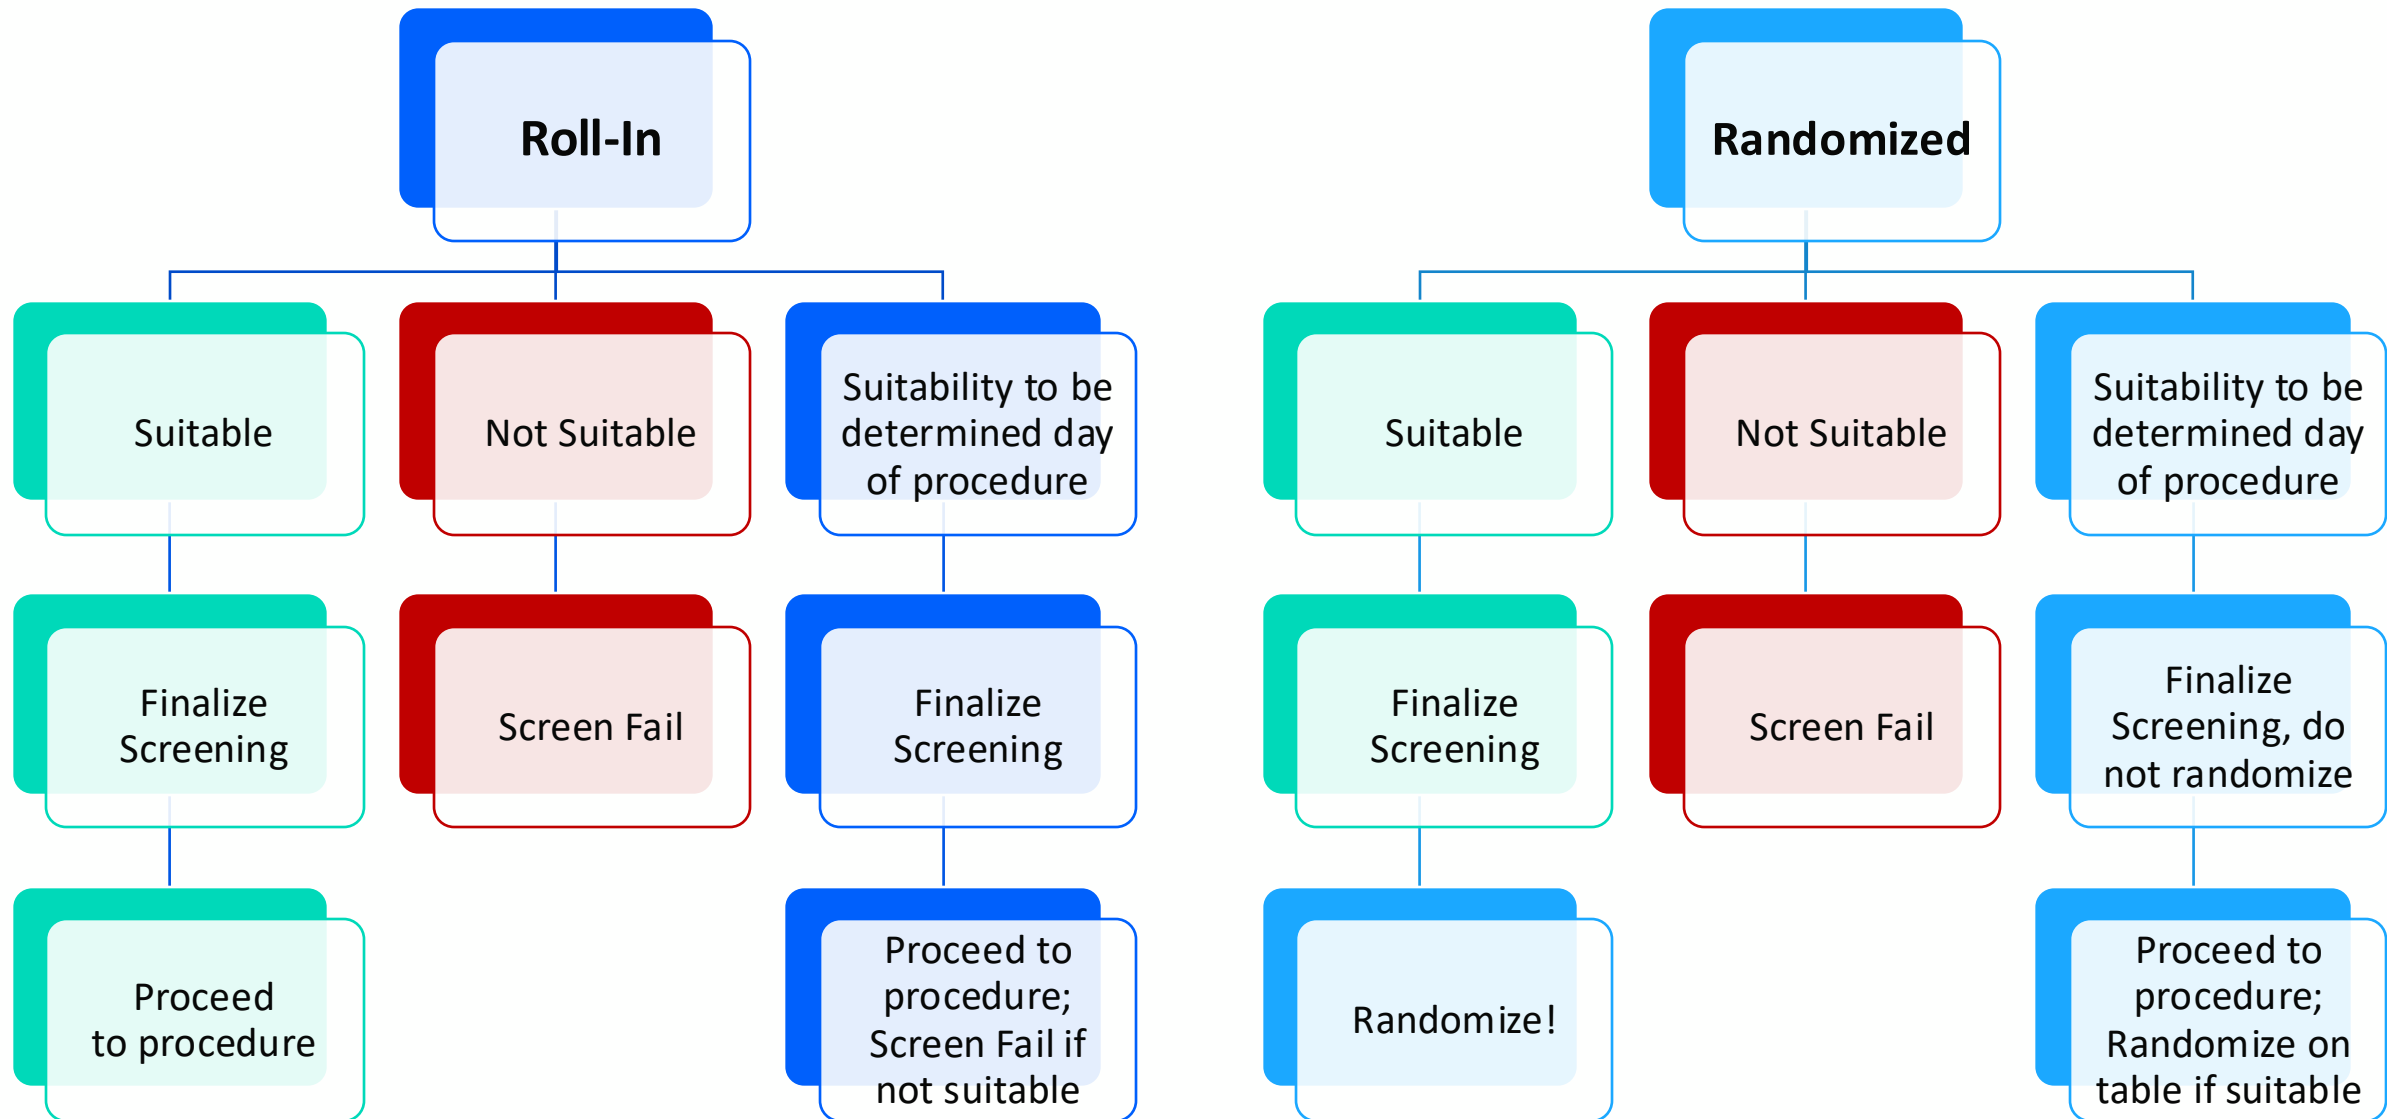 Roll-In
Suitable
Not Suitable
Suitability to be
determined day
of procedure
Finalize
Screening
Screen Fail
Finalize
Screening
Proceed
to procedure
Proceed to
procedure;
Screen Fail if
not suitable
Randomized
Suitable
Not Suitable
Suitability to be
determined day
of procedure
Finalize
Screening
Screen Fail
Finalize
Screening, do
not randomize
Randomize!
Proceed to
procedure;
Randomize on
table if suitable